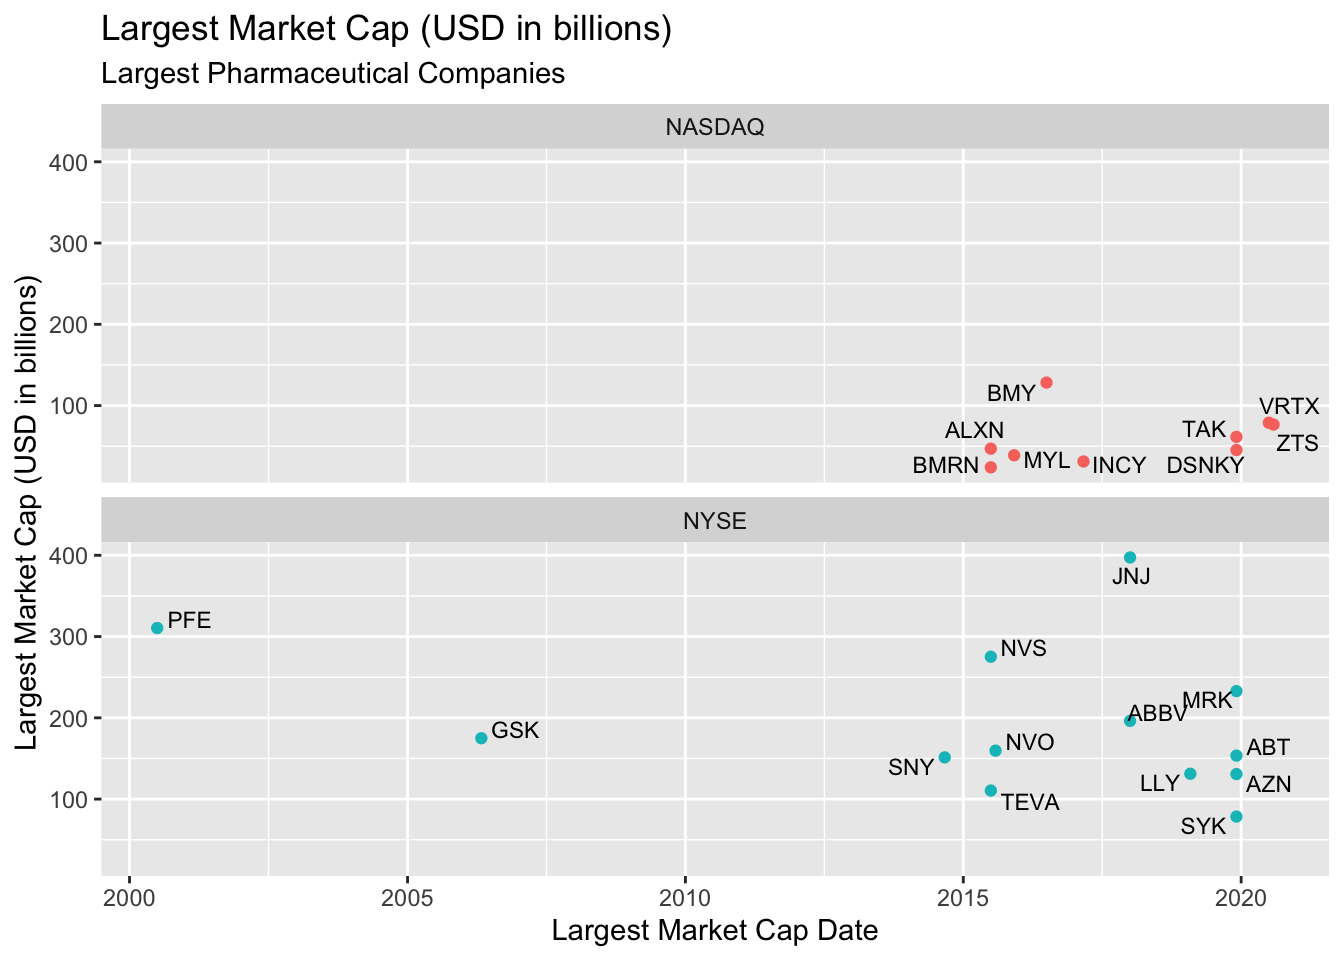 Largest Market Cap (USD in billions)
Largest Pharmaceutical Companies
Largest Market Cap (USD in billions)
NASDAQ
400
300
200
100
BMY
VRTX
ALXN
TAK
ZTS
BMRN
MYL
INCY
DSNKY
NYSE
400
300
200
100
JNJ
PFE
NVS
MRK
ABBV
GSK
NVO
ABT
SNY
LLY
AZN
TEVA
SYK
2000
2005
2010
2015
2020
Largest Market Cap Date